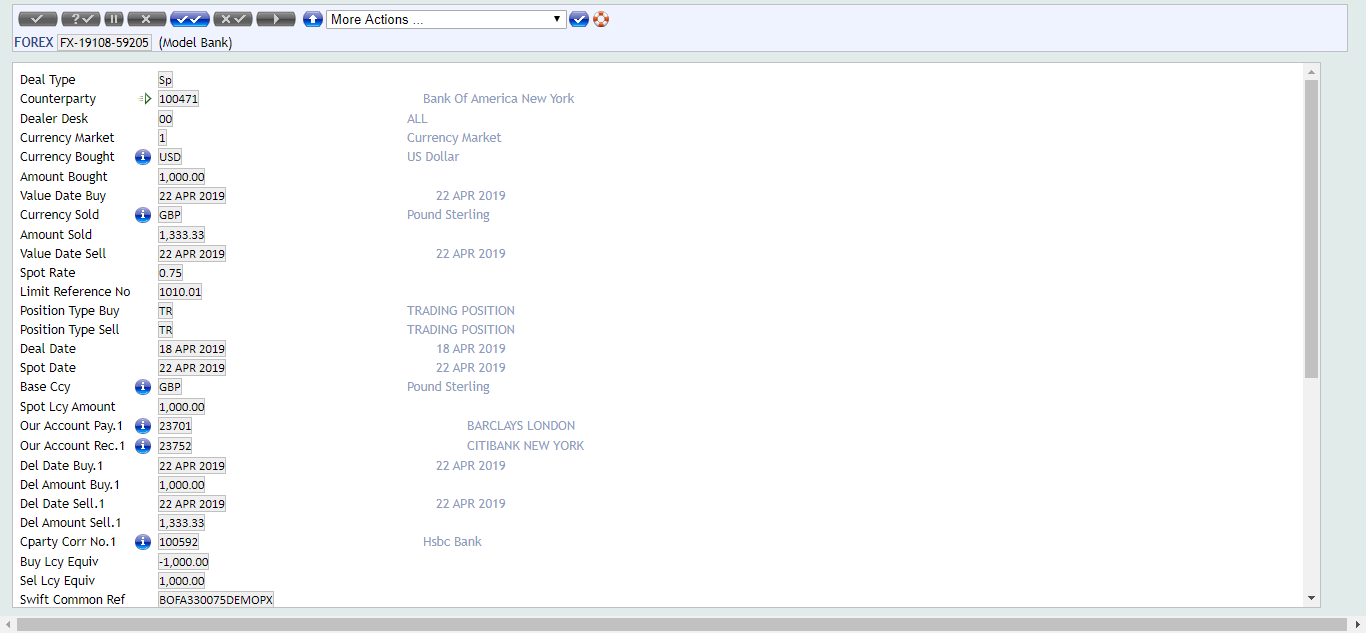 More Actions ...
FOREX FX-19108-59205 (Model Bank)
Deal Type Sp
Counterparty 100471 Bank Of America New York
Dealer Desk 00 ALL
Currency Market 1 Currency Market
Currency Bought USD US Dollar
Amount Bought 1,000.00
Value Date Buy 22 APR 2019 22 APR 2019
Currency Sold GBP Pound Sterling
Amount Sold 1,333.33
Value Date Sell 22 APR 2019 22 APR 2019
Spot Rate 0.75
Limit Reference No 1010.01
Position Type Buy TR TRADING POSITION
Position Type Sell TR TRADING POSITION
Deal Date 18 APR 2019 18 APR 2019
Spot Date 22 APR 2019 22 APR 2019
Base Ccy GBP Pound Sterling
Spot Lcy Amount 1,000.00
Our Account Pay.1 23701 BARCLAYS LONDON
Our Account Rec.1 23752 CITIBANK NEW YORK
Del Date Buy.1 22 APR 2019 22 APR 2019
Del Amount Buy.1 1,000.00
Del Date Sell.1 22 APR 2019 22 APR 2019
Del Amount Sell.1 1,333.33
Cparty Corr No.1 100592 Hsbc Bank
Buy Lcy Equiv -1,000.00
Sel Lcy Equiv 1,000.00
Swift Common Ref BOFA330075DEMOPX